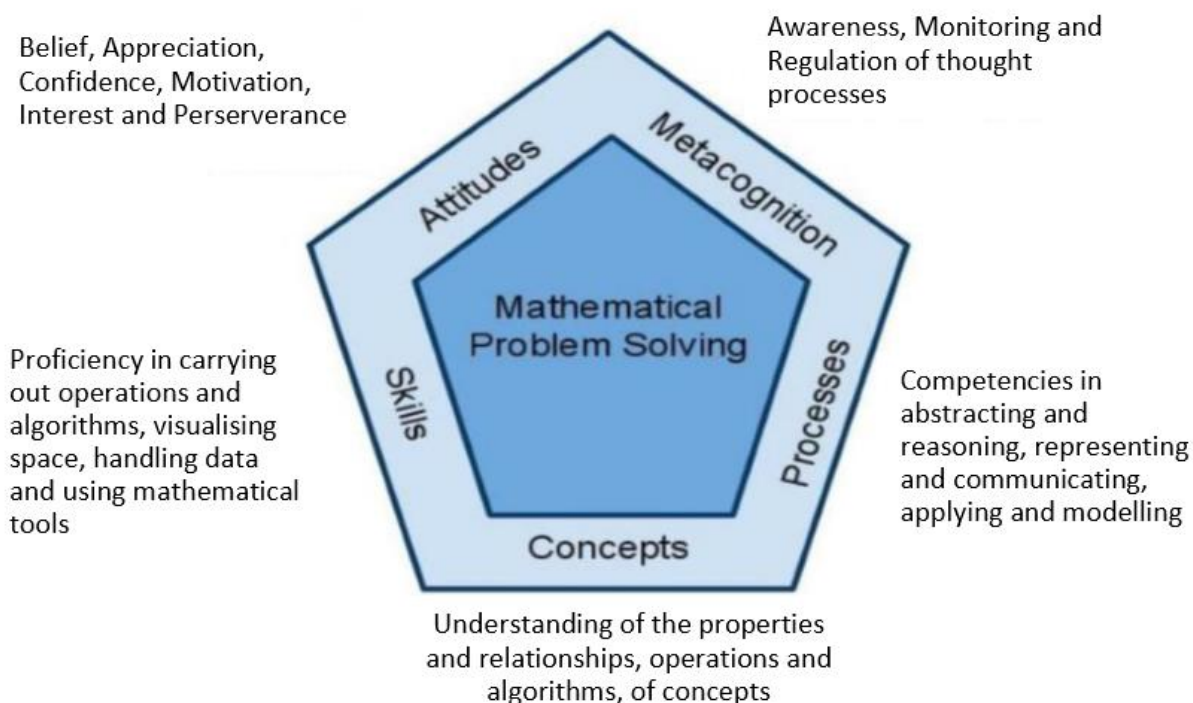 Belief, Appreciation,
Confidence, Motivation,
Interest and Perserverance
Awareness, Monitoring and
Regulation of thought
processes
Attitudes
Metacognition
Mathematical
Problem Solving
Skills
Processes
Concepts
Proficiency in carrying
out operations and
algorithms, visualising
space, handling data
and using mathematical
tools
Competencies in
abstracting and
reasoning, representing
and communicating,
applying and modelling
Understanding of the properties
and relationships, operations and
algorithms, of concepts